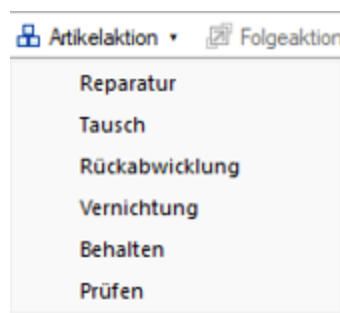 Artikelaktion Folgeaktion
Reparatur
Tausch
Rückabwicklung
Vernichtung
Behalten
Prüfen